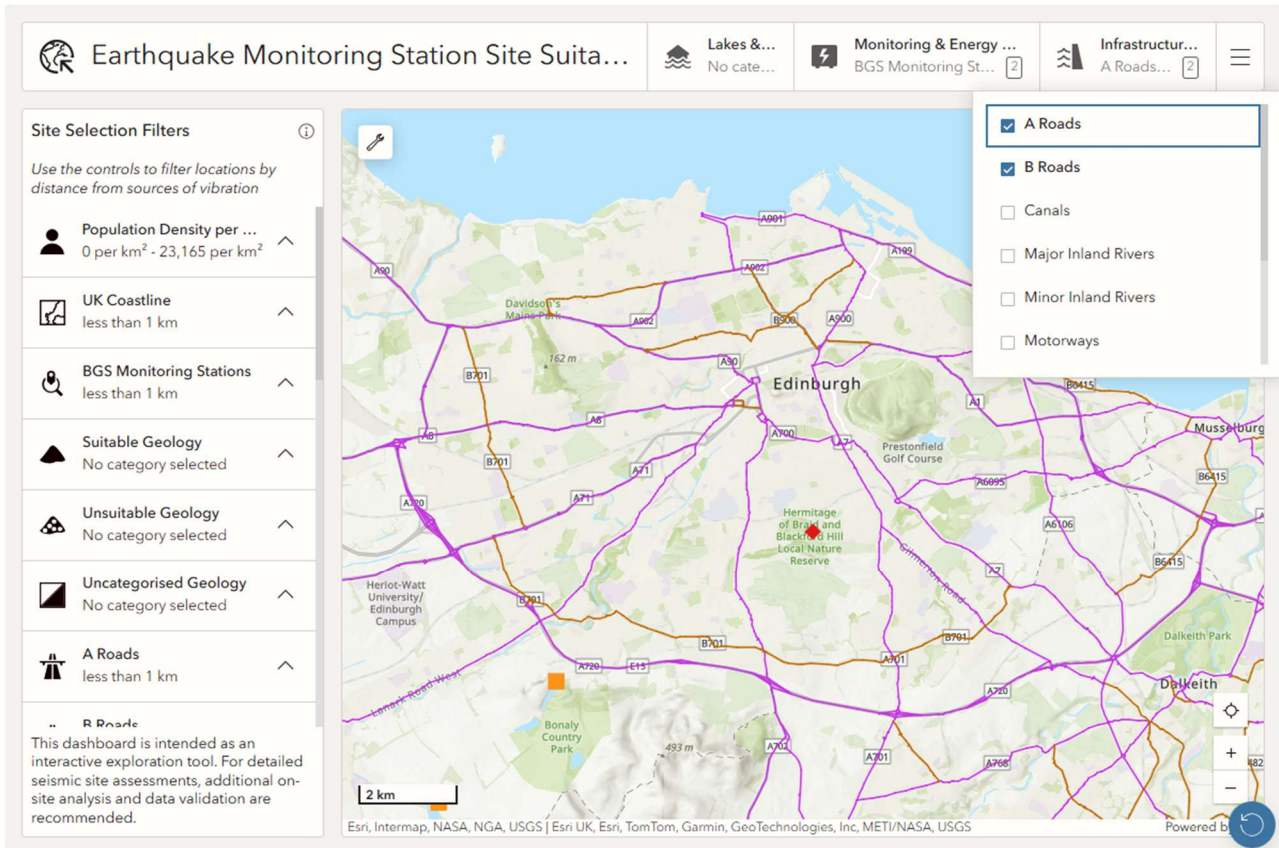 Earthquake Monitoring Station Site Suita...
Lakes &...
No cate...
Monitoring & Energy ...
BGS Monitoring St... 2
Infrastructur...
A Roads... 2
Site Selection Filters
Use the controls to filter locations by
distance from sources of vibration
Population Density per ...
0 per km² - 23,165 per km²
UK Coastline
less than 1 km
BGS Monitoring Stations
less than 1 km
Suitable Geology
No category selected
Unsuitable Geology
No category selected
Uncategorised Geology
No category selected
A Roads
less than 1 km
B Roads
This dashboard is intended as an
interactive exploration tool. For detailed
seismic site assessments, additional on-
site analysis and data validation are
recommended.
A Roads
B Roads
Canals
Major Inland Rivers
Minor Inland Rivers
Motorways
A901
A199
A90
A902
Davidson's
Mains Park
A902
B900
A900
162 m
A90
B701
Edinburgh
B6415
A1
A8
A8
A700
A7
Musselburg
Prestonfield
Golf Course
B701
A71
B6415
A6095
A71
A720
Hermitage
of Braid and
Blackford Hill
Local Nature
Reserve
A6106
Gilmerton Road
B6415
A7
Heriot-Watt
University/
Edinburgh
Campus
B701
B701
B701
Dalkeith Park
A701
A720
E15
Lanark Road West
Dalkeith
A720
Bonaly
Country
Park
493 m
A702
A701
A768
482
2 km
Esri, Intermap, NASA, NGA, USGS | Esri UK, Esri, TomTom, Garmin, GeoTechnologies, Inc, METI/NASA, USGS
Powered b